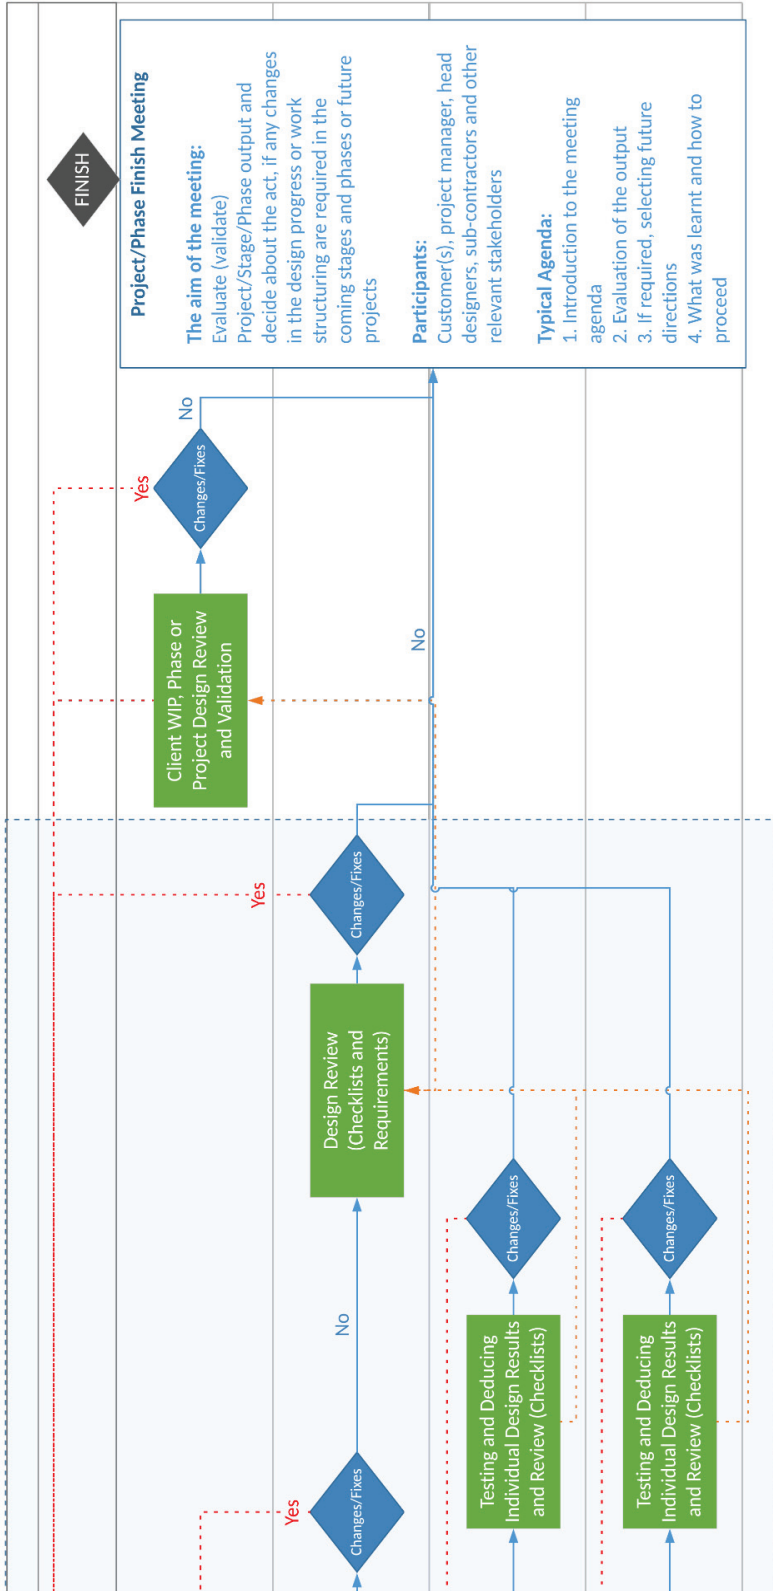 FINISH
Project/Phase Finish Meeting
The aim of the meeting:
Evaluate (validate)
Project/Stage/Phase output and
decide about the act, if any changes
in the design progress or work
structuring are required in the
coming stages and phases or future
projects
Participants:
Customer(s), project manager, head
designers, sub-contractors and other
relevant stakeholders
Typical Agenda:
1. Introduction to the meeting
agenda
2. Evaluation of the output
3. If required, selecting future
directions
4. What was learnt and how to
proceed
Yes
Changes/Fixes
No
Client WIP, Phase or
Project Design Review
and Validation
No
Yes
Changes/Fixes
Design Review
(Checklists and
Requirements)
No
Yes
Changes/Fixes
Changes/Fixes
Testing and Deducing
Individual Design Results
and Review (Checklists)
Changes/Fixes
Testing and Deducing
Individual Design Results
and Review (Checklists)